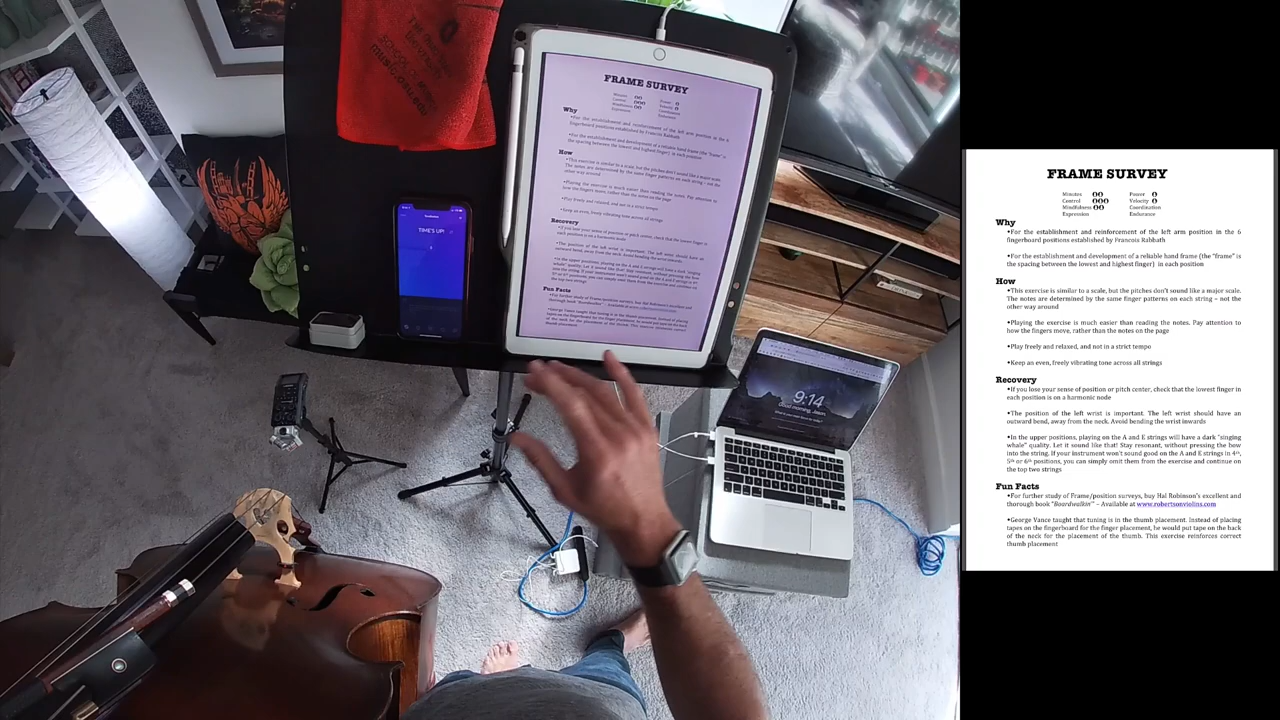 FRAME SURVEY
Minutes
Control
Mindfulness
Expression
Power
Velocity
Coordination
Endurance
Why
•For the establishment and reinforcement of the left arm position in the 6
fingerboard positions established by Francois Rabbath
•For the establishment and development of a reliable hand frame (the "frame" is
the spacing between the lowest and highest finger) in each position
How
•This exercise is similar to a scale, but the pitches don't sound like a major scale.
The notes are determined by the same finger patterns on each string – not the
other way around
•Playing the exercise is much easier than reading the notes. Pay attention to
how the fingers move, rather than the notes on the page
•Play freely and relaxed, and not in a strict tempo
•Keep an even, freely vibrating tone across all strings
Recovery
•If you lose your sense of position or pitch center, check that the lowest finger in
each position is on a harmonic node
•The position of the left wrist is important. The left wrist should have an
outward bend, away from the neck. Avoid bending the wrist inwards
•In the upper positions, playing on the A and E strings will have a dark "singing
whale" quality. Let it sound like that! Stay resonant, without pressing the bow
into the string. If your instrument won't sound good on the A and E strings in 4th,
5th or 6th positions, you can simply omit them from the exercise and continue on
the top two strings
Fun Facts
•For further study of Frame/position surveys, buy Hal Robinson's excellent and
thorough book "Boardwalkin'" – Available at www.robertsonviolins.com
•George Vance taught that tuning is in the thumb placement. Instead of placing
tapes on the fingerboard for the finger placement, he would put tape on the back
of the neck for the placement of the thumb. This exercise reinforces correct
thumb placement
TIME'S UP!
9:14
good morning, Jason.
SCHOOL OF MUSIC